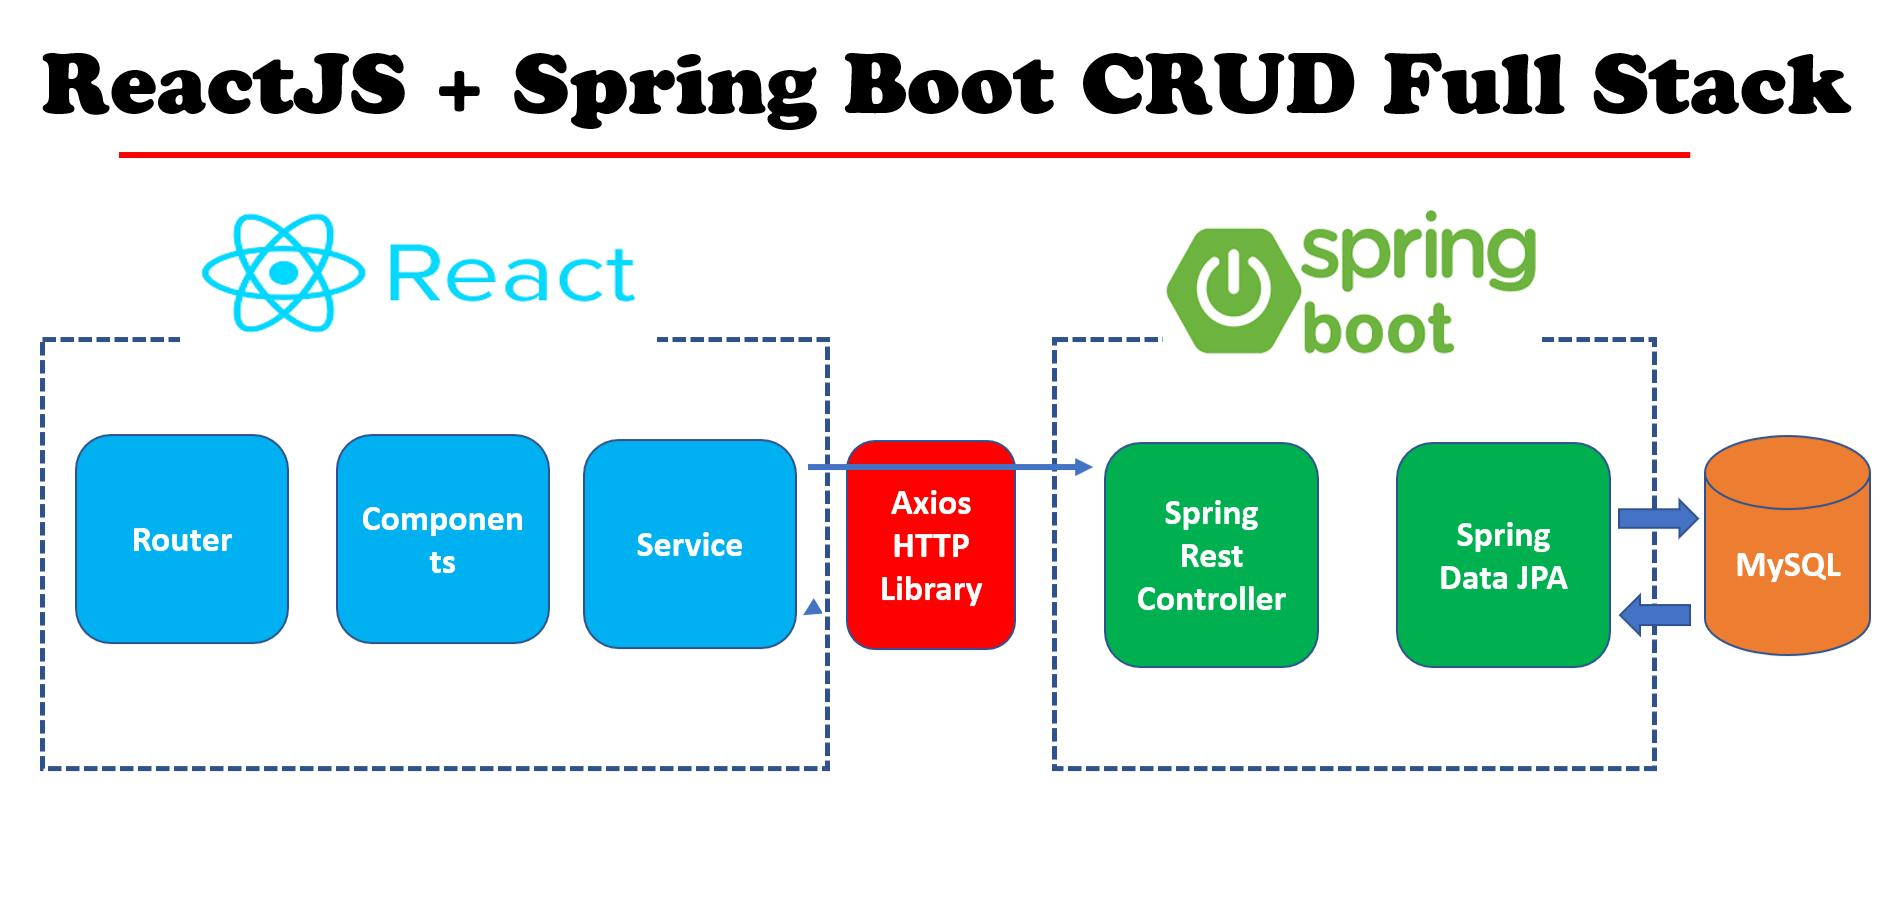 ReactJS + Spring Boot CRUD Full Stack
React
spring
boot
Router
Componen
ts
Service
Axios
HTTP
Library
Spring
Rest
Controller
Spring
Data JPA
MySQL